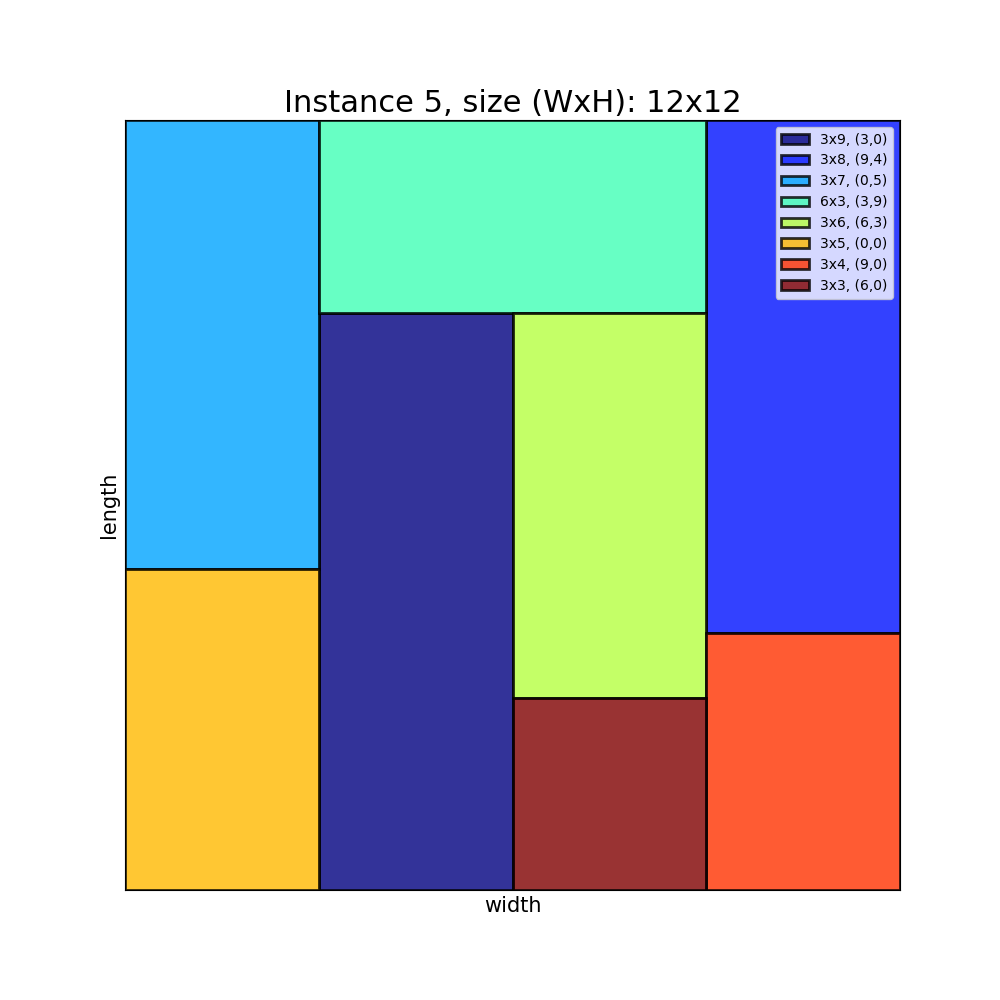 Instance 5, size (WxH): 12x12
3x9, (3,0)
3x8, (9,4)
3x7, (0,5)
6x3, (3,9)
3x6, (6,3)
3x5, (0,0)
3x4, (9,0)
3x3, (6,0)
length
width